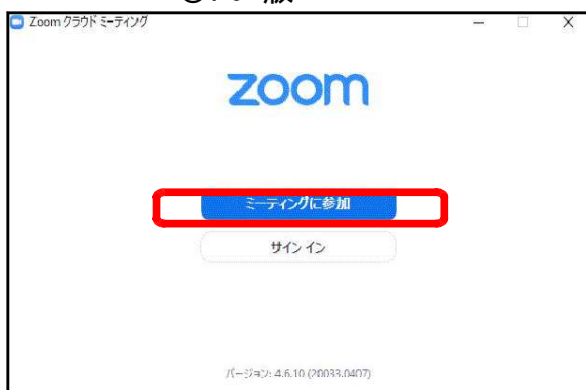 版
Zoom クラウド ミーティング
zoom
ミーティングに参加
サイン イン
バージョン: 4.6.10 (20033.0407)